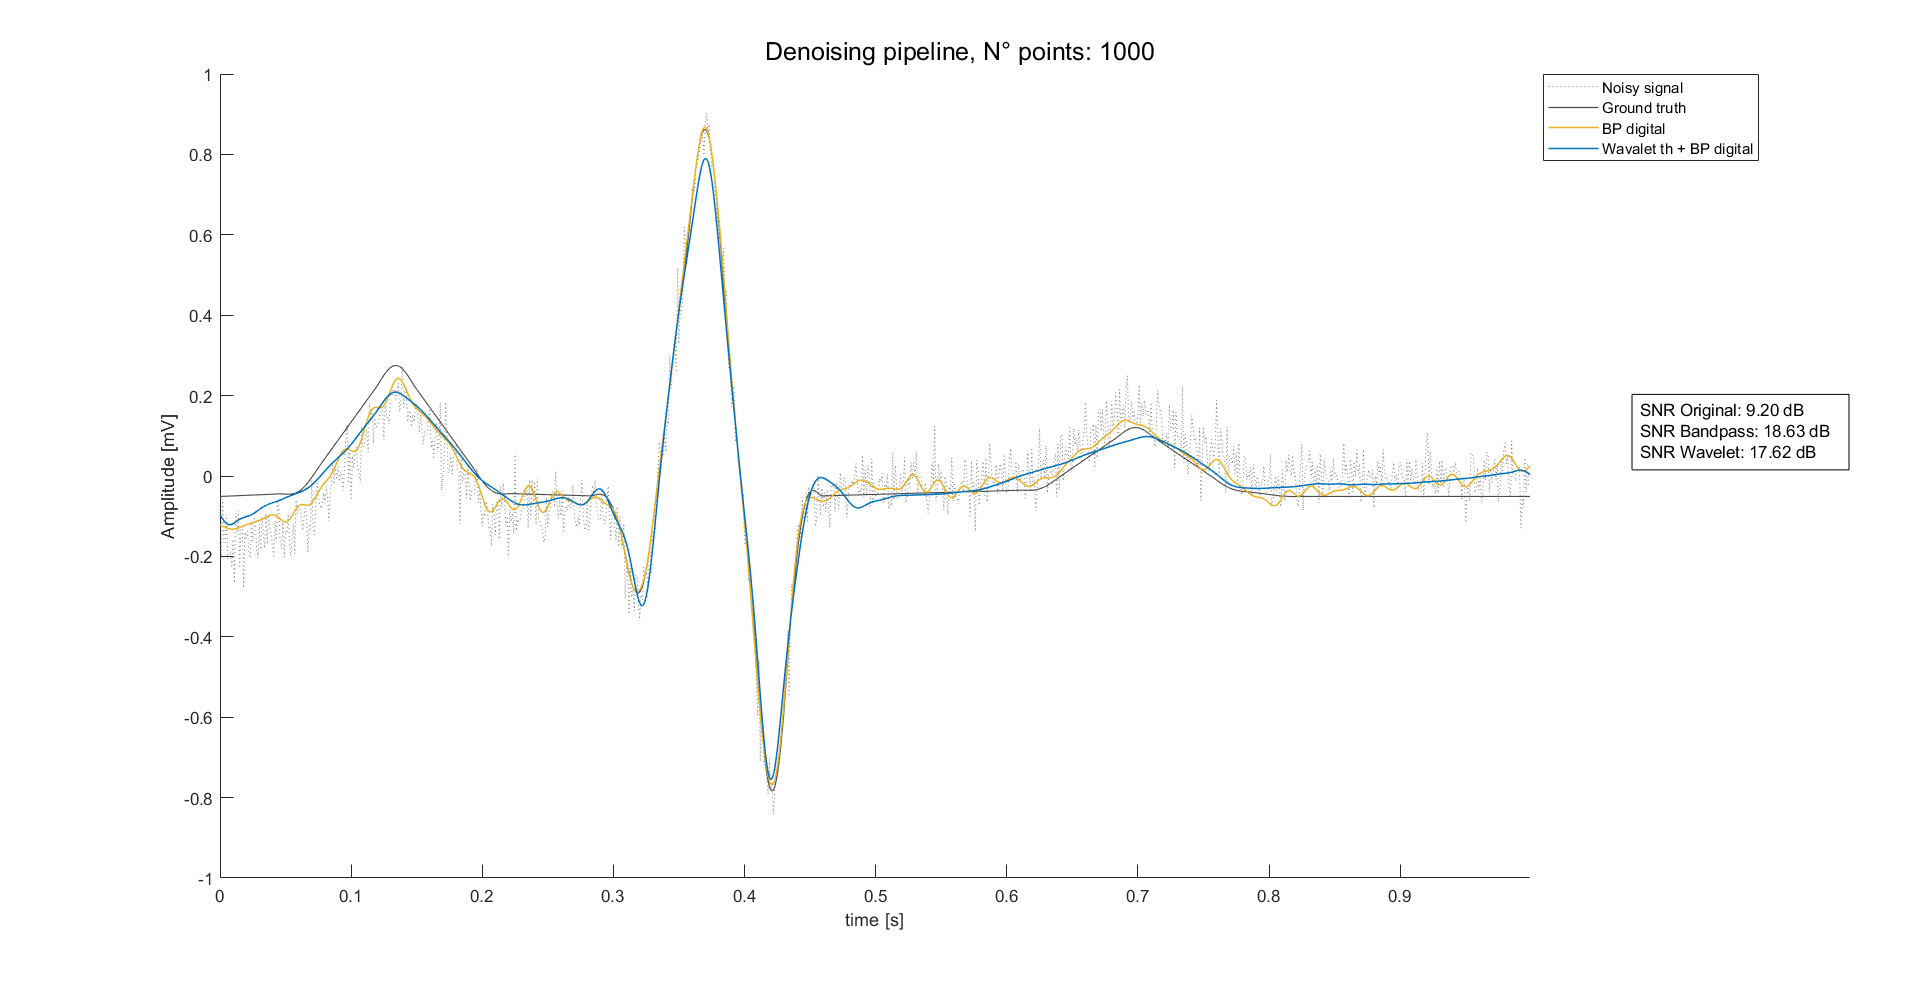 Denoising pipeline, N° points: 1000
Noisy signal
Ground truth
BP digital
Wavalet th + BP digital
SNR Original: 9.20 dB
SNR Bandpass: 18.63 dB
SNR Wavelet: 17.62 dB
Amplitude [mV]
1
0.8
0.6
0.4
0.2
0
-0.2
-0.4
-0.6
-0.8
-1
0
0.1
0.2
0.3
0.4
0.5
0.6
0.7
0.8
0.9
time [s]